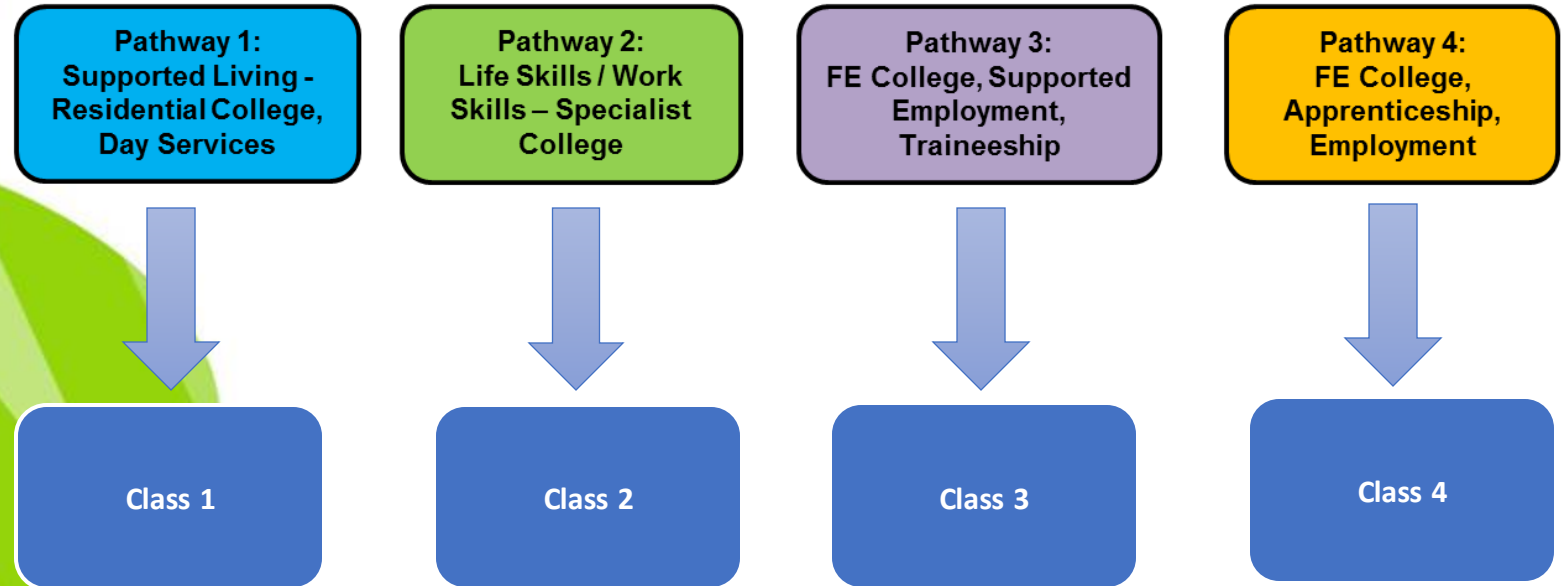 Pathway 1:
Supported Living -
Residential College,
Day Services
Pathway 2:
Life Skills / Work
Skills – Specialist
College
Pathway 3:
FE College, Supported
Employment,
Traineeship
Pathway 4:
FE College,
Apprenticeship,
Employment
Class 1
Class 2
Class 3
Class 4